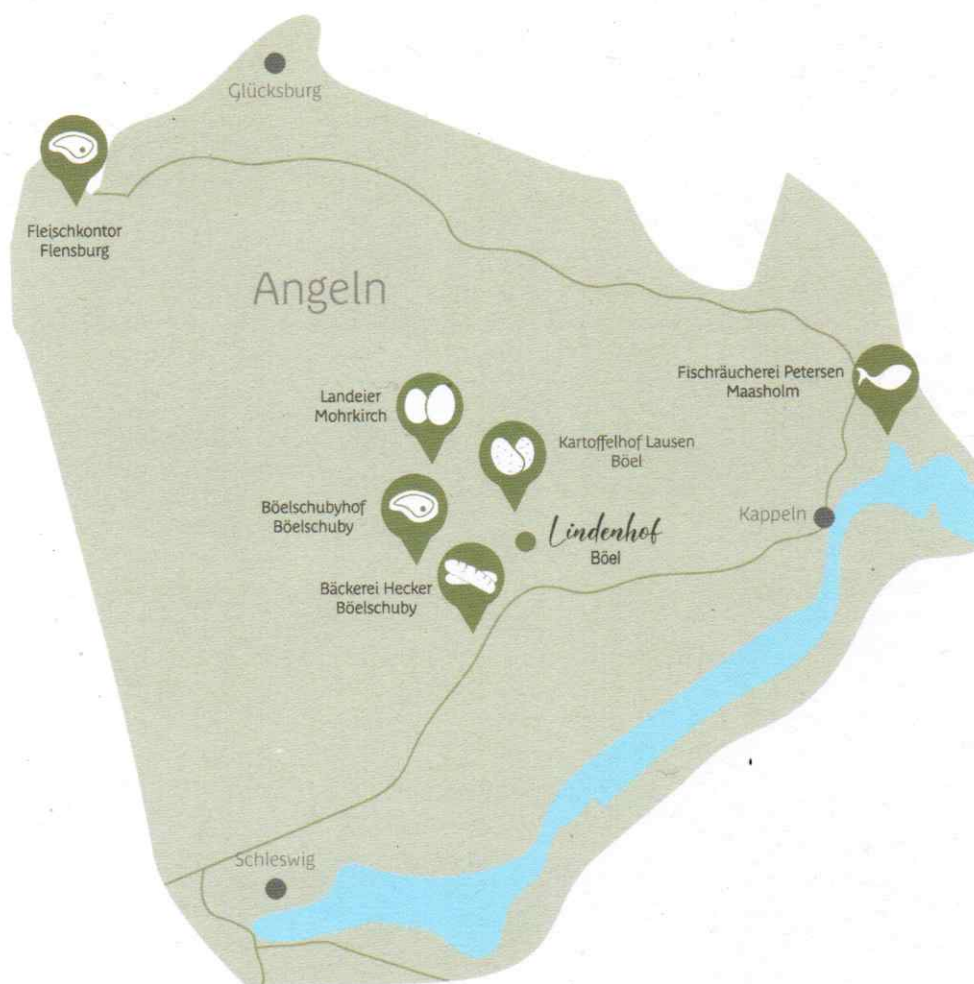 Glücksburg
Fleischkontor
Flensburg
Angeln
Fischräucherei Petersen
Maasholm
Landeier
Mohrkirch
Kartoffelhof Lausen
Böel
Böelschubyhof
Böelschuby
Kappeln
Lindenhof
Böel
Bäckerei Hecker
Böelschuby
Schleswig